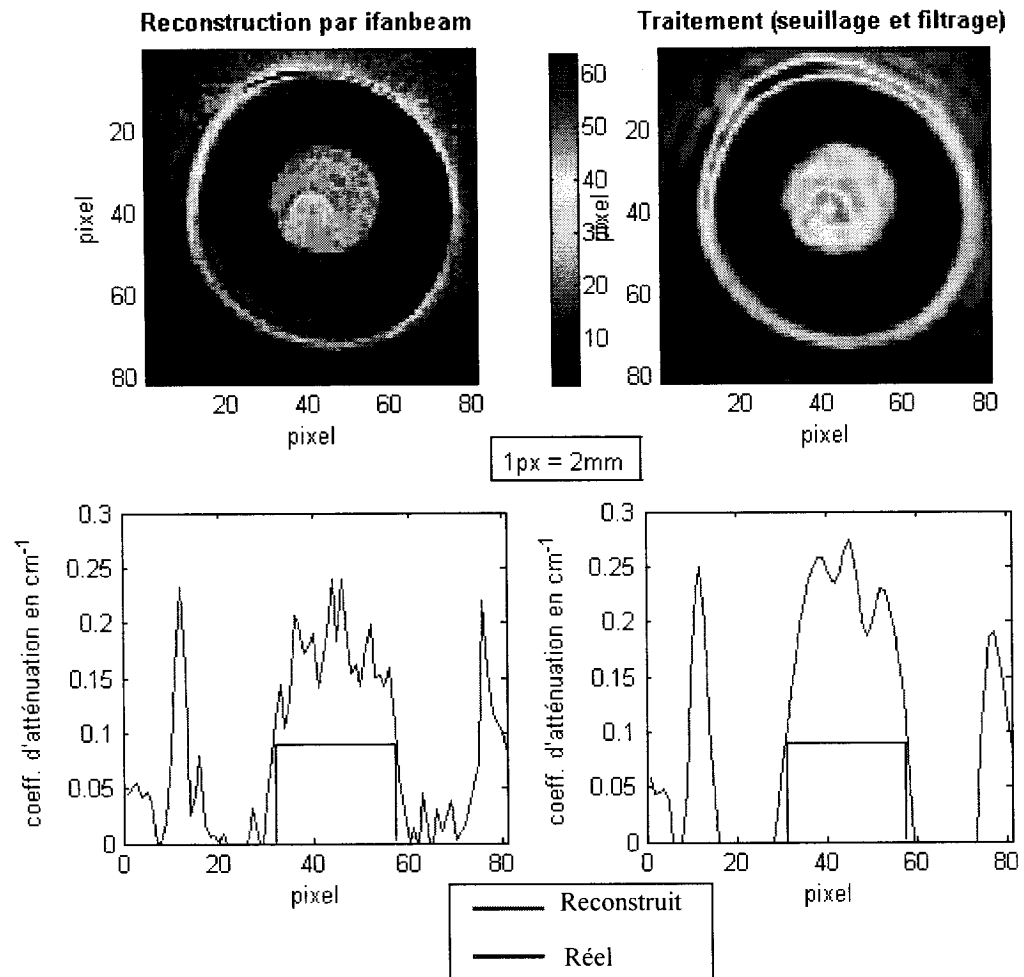 Reconstruction par ifanbeam
Traitement (seuillage et filtrage)
20
40
60
80
pixel
20 40 60 80
pixel
60
50
40
30
20
10
20
40
60
80
pixel
20 40 60 80
pixel
1px = 2mm
0.3
0.25
0.2
0.15
0.1
0.05
0
coeff. d'atténuation en cm-1
0 20 40 60 80
pixel
0.3
0.25
0.2
0.15
0.1
0.05
0
coeff. d'atténuation en cm-1
0 20 40 60 80
pixel
Reconstruit
Réel